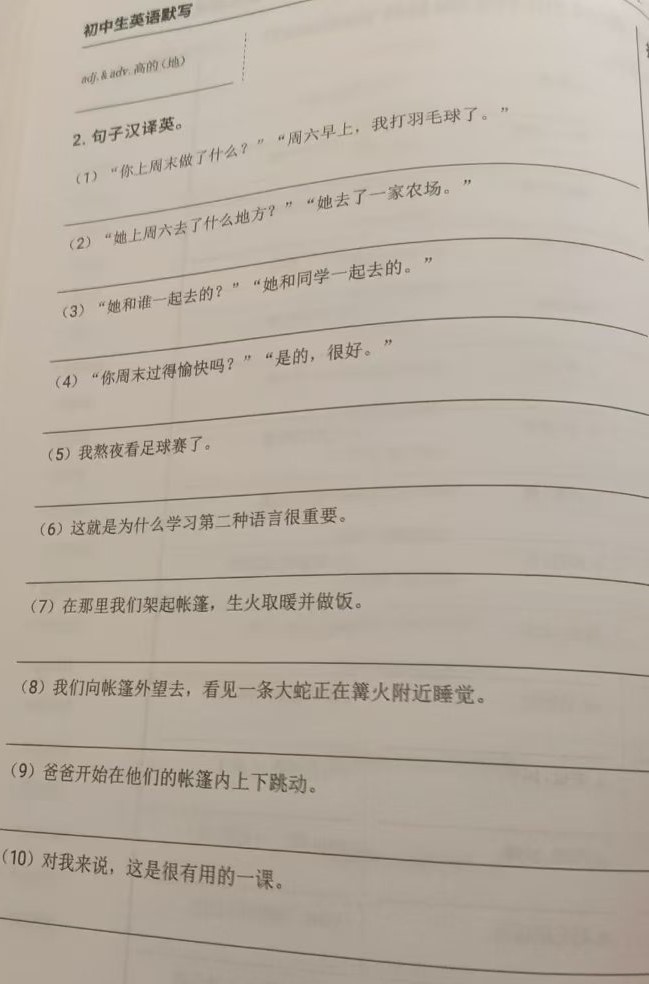 初中生英语默写
adj. & adv. 高的（地）
2. 句子汉译英。
（1）“你上周末做了什么？”“周六早上，我打羽毛球了。”
（2）“她上周六去了什么地方？”“她去了一家农场。”
（3）“她和谁一起去的？”“她和同学一起去的。”
（4）“你周末过得愉快吗？”“是的，很好。”
（5）我熬夜看足球赛了。
（6）这就是为什么学习第二种语言很重要。
（7）在那里我们架起帐篷，生火取暖并做饭。
（8）我们向帐篷外望去，看见一条大蛇正在篝火附近睡觉。
（9）爸爸开始在他们的帐篷内上下跳动。
（10）对我来说，这是很有用的一课。